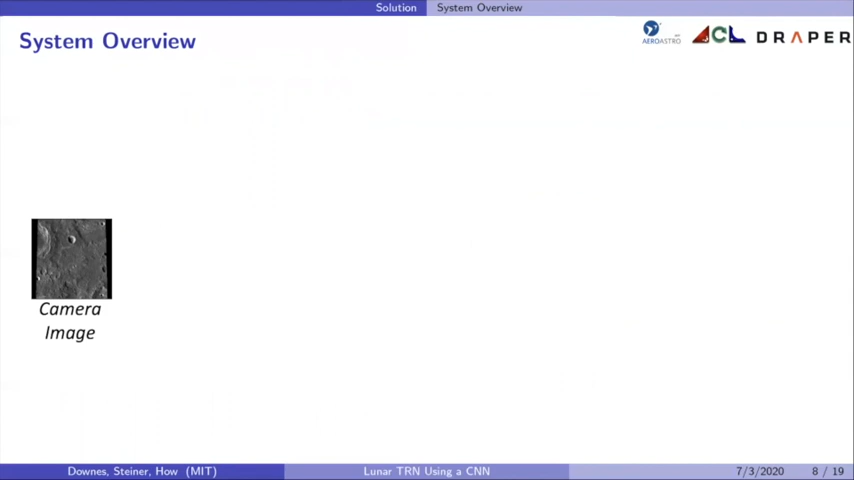 Solution System Overview
System Overview
AEROASTRO
ACL
DRAPER
Camera
Image
Downes, Steiner, How (MIT) Lunar TRN Using a CNN 7/3/2020 8 / 19